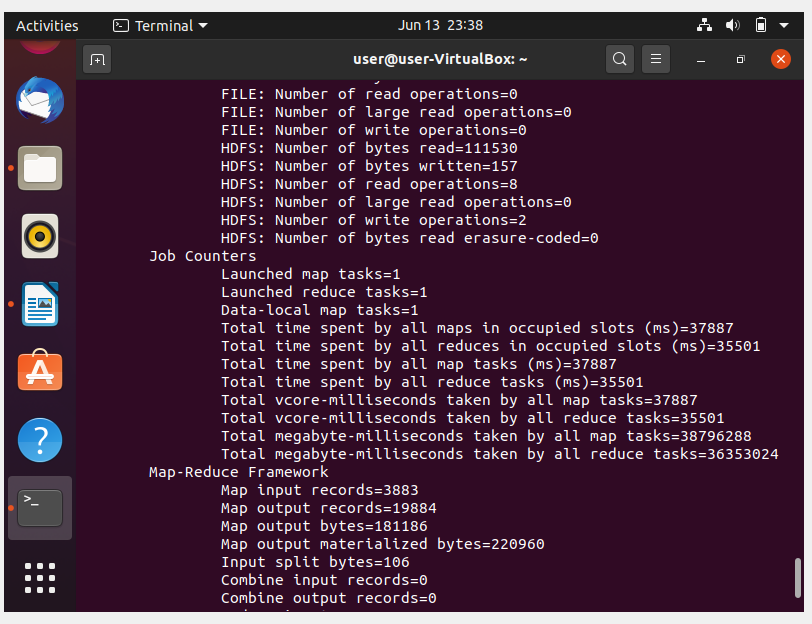 Activities
Terminal
Jun 13 23:38
user@user-VirtualBox: ~
FILE: Number of read operations=0
FILE: Number of large read operations=0
FILE: Number of write operations=0
HDFS: Number of bytes read=111530
HDFS: Number of bytes written=157
HDFS: Number of read operations=8
HDFS: Number of large read operations=0
HDFS: Number of write operations=2
HDFS: Number of bytes read erasure-coded=0
Job Counters
Launched map tasks=1
Launched reduce tasks=1
Data-local map tasks=1
Total time spent by all maps in occupied slots (ms)=37887
Total time spent by all reduces in occupied slots (ms)=35501
Total time spent by all map tasks (ms)=37887
Total time spent by all reduce tasks (ms)=35501
Total vcore-milliseconds taken by all map tasks=37887
Total vcore-milliseconds taken by all reduce tasks=35501
Total megabyte-milliseconds taken by all map tasks=38796288
Total megabyte-milliseconds taken by all reduce tasks=36353024
Map-Reduce Framework
Map input records=3883
Map output records=19884
Map output bytes=181186
Map output materialized bytes=220960
Input split bytes=106
Combine input records=0
Combine output records=0